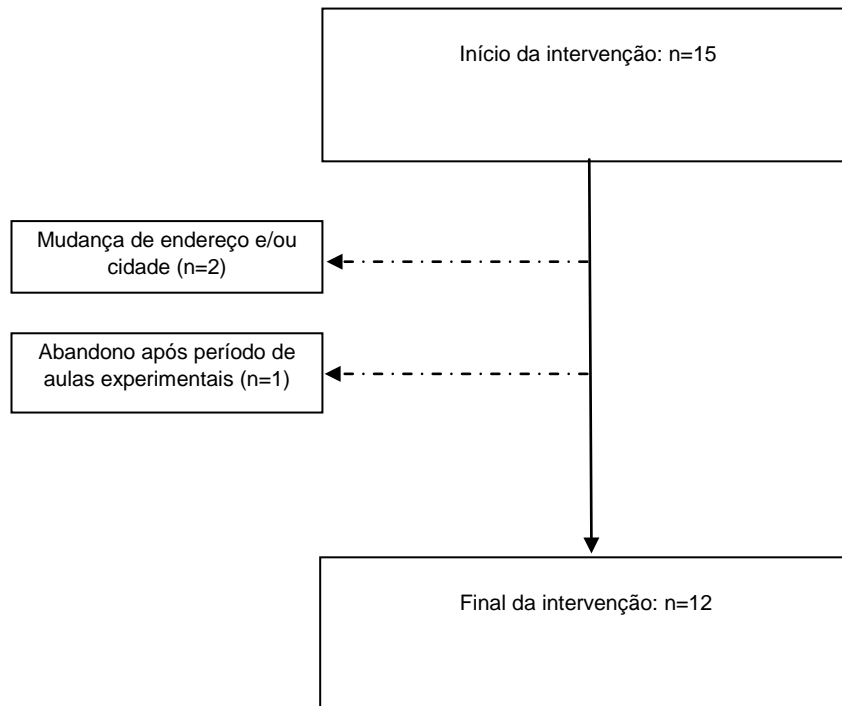 Início da intervenção: n=15
Mudança de endereço e/ou
cidade (n=2)
Abandono após período de
aulas experimentais (n=1)
Final da intervenção: n=12